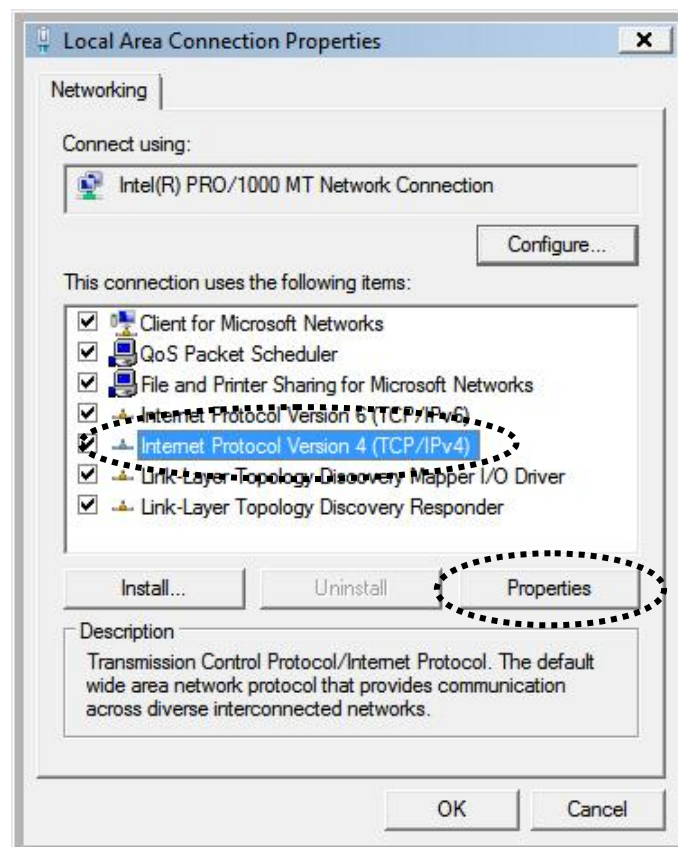 Local Area Connection Properties
Networking
Connect using:
Intel(R) PRO/1000 MT Network Connection
Configure...
This connection uses the following items:
Client for Microsoft Networks
QoS Packet Scheduler
File and Printer Sharing for Microsoft Networks
Internet Protocol Version 6 (TCP/IPv6)
Internet Protocol Version 4 (TCP/IPv4)
Link-Layer Topology Discovery Mapper I/O Driver
Link-Layer Topology Discovery Responder
Install... Uninstall Properties
Description
Transmission Control Protocol/Internet Protocol. The default
wide area network protocol that provides communication
across diverse interconnected networks.
OK Cancel